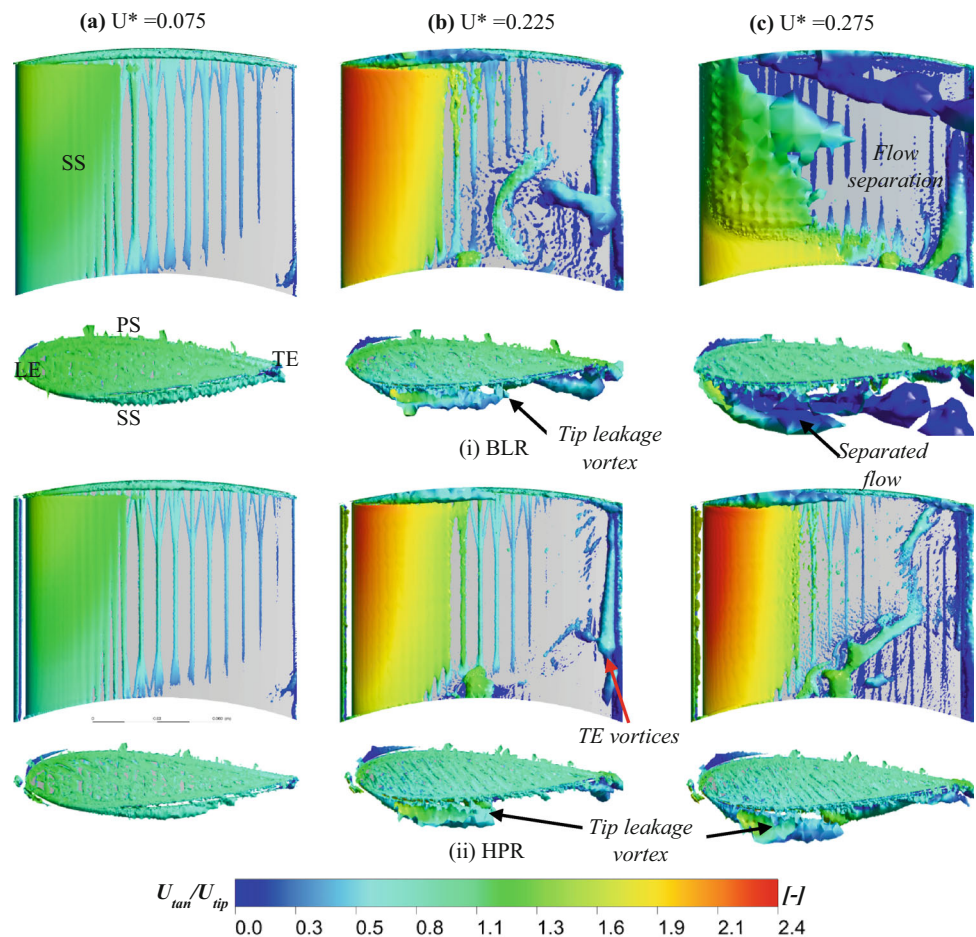 (a) U* =0.075
(b) U* =0.225
(c) U* =0.275
SS
Flow
separation
PS
LE
TE
SS
(i) BLR
Tip leakage
vortex
Separated
flow
TE vortices
Tip leakage
vortex
(ii) HPR
U_tan/U_tip
[-]
0.0 0.3 0.5 0.8 1.1 1.3 1.6 1.9 2.1 2.4